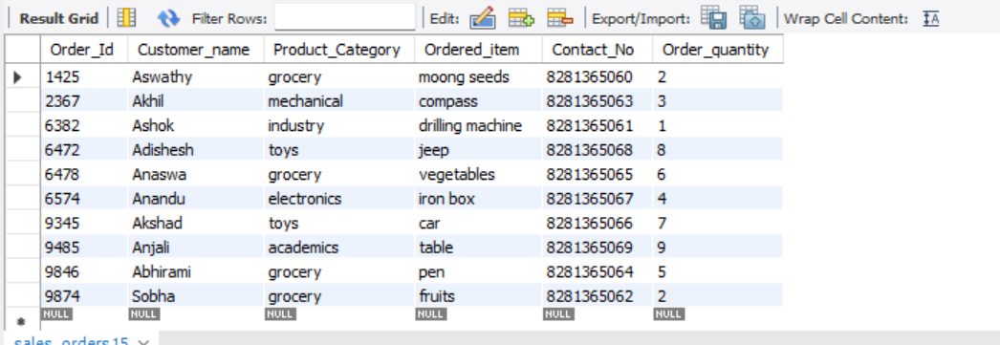 Result Grid Filter Rows: Edit: Export/Import: Wrap Cell Content: IA
Order_Id Customer_name Product_Category Ordered_item Contact_No Order_quantity
1425 Aswathy grocery moong seeds 8281365060 2
2367 Akhil mechanical compass 8281365063 3
6382 Ashok industry drilling machine 8281365061 1
6472 Adishesh toys jeep 8281365068 8
6478 Anaswa grocery vegetables 8281365065 6
6574 Anandu electronics iron box 8281365067 4
9345 Akshad toys car 8281365066 7
9485 Anjali academics table 8281365069 9
9846 Abhirami grocery pen 8281365064 5
9874 Sobha grocery fruits 8281365062 2
NULL NULL NULL NULL NULL NULL
sales_orders15